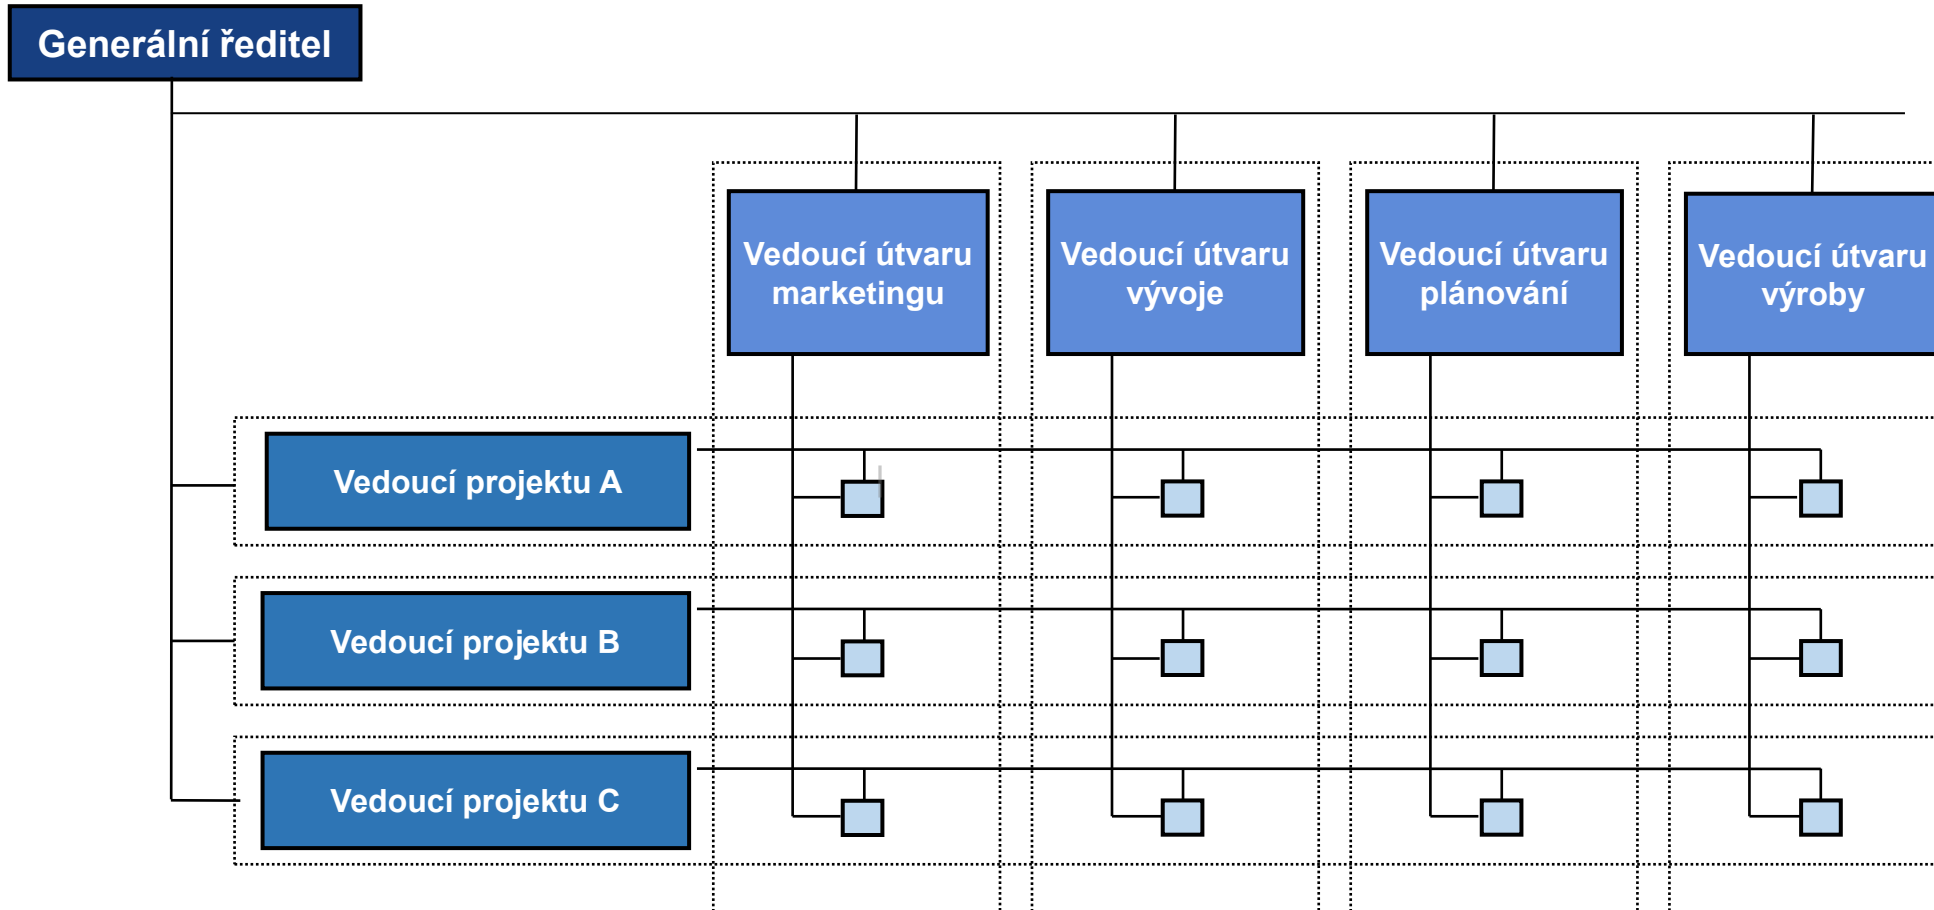 Generální ředitel
Vedoucí útvaru
marketingu
Vedoucí útvaru
vývoje
Vedoucí útvaru
plánování
Vedoucí útvaru
výroby
Vedoucí projektu A
Vedoucí projektu B
Vedoucí projektu C